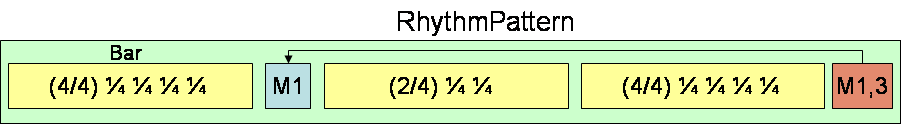 RhythmPattern
Bar
(4/4) ¼ ¼ ¼ ¼ M1 (2/4) ¼ ¼ (4/4) ¼ ¼ ¼ ¼ M1,3